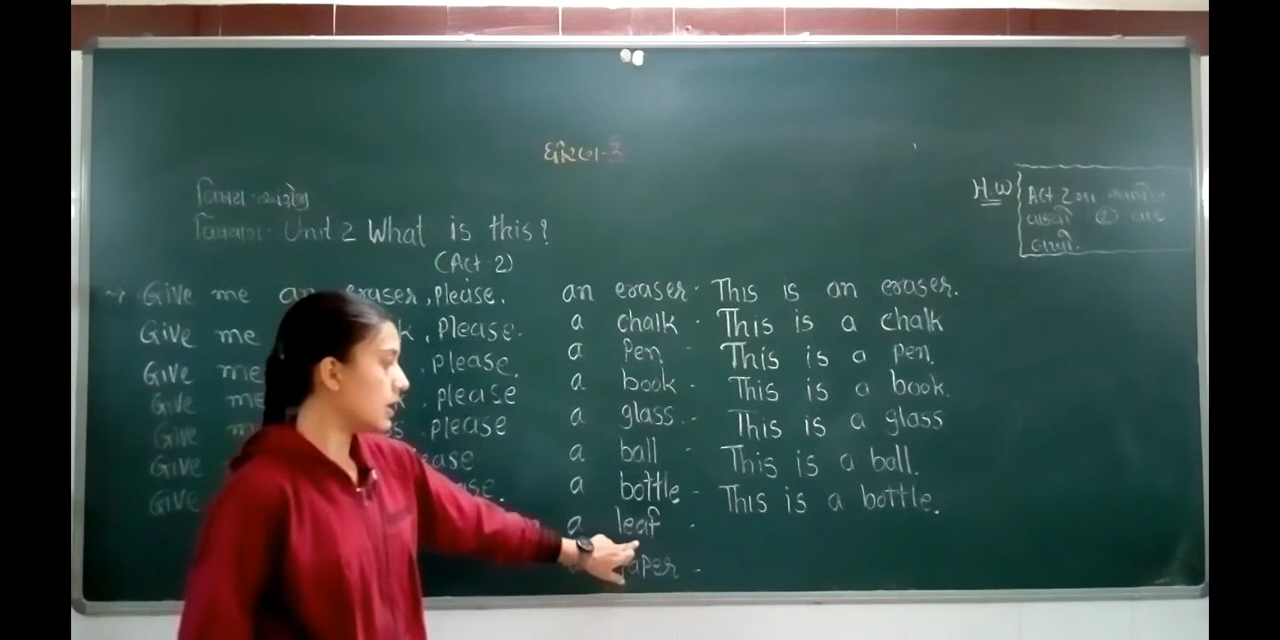 ધોરણ-૩
વિષય-અંગ્રેજી
Unit 2 What is this?
(Act-2)
H.W
Act 2
Give me an eraser, Please.
Give me k, Please.
Give me please.
Give me please
Give s, please
Give ease
Give se.
an eraser - This is an eraser.
a chalk - This is a chalk
a Pen - This is a pen.
a book - This is a book.
a glass - This is a glass
a ball - This is a ball.
a bottle - This is a bottle.
a leaf -
aper -